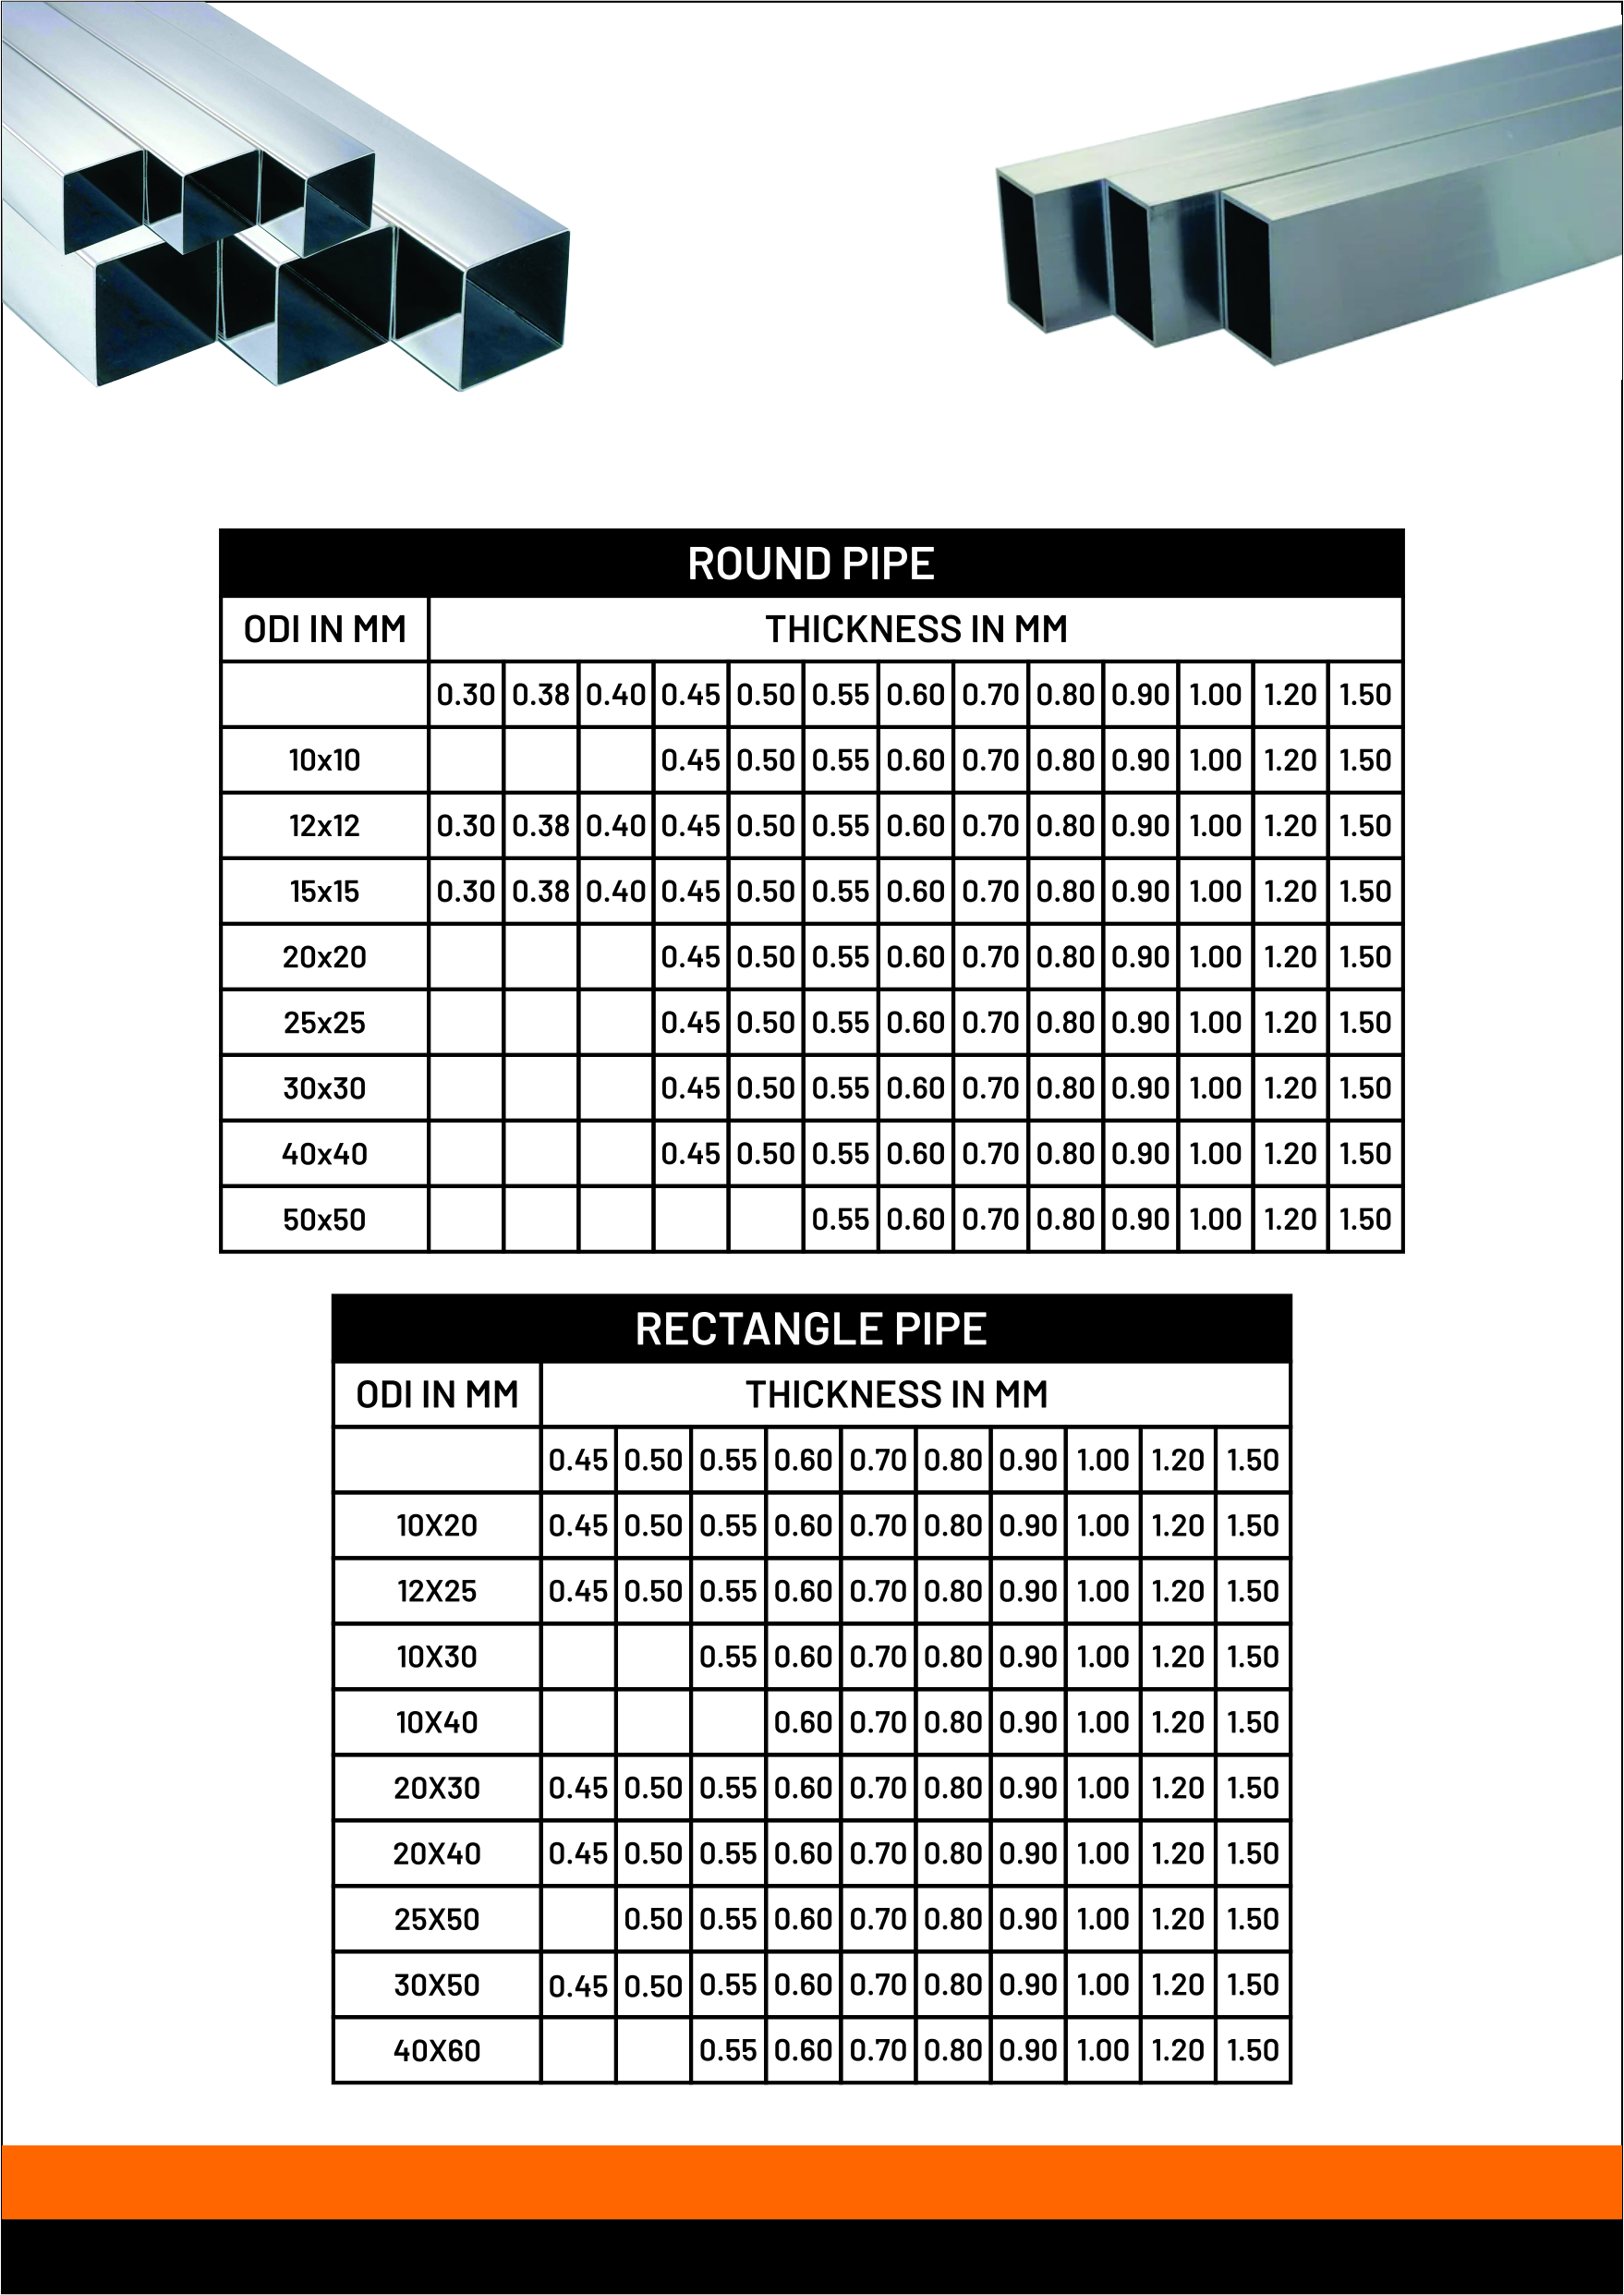 ROUND PIPE
ODI IN MM THICKNESS IN MM
0.30 0.38 0.40 0.45 0.50 0.55 0.60 0.70 0.80 0.90 1.00 1.20 1.50
10x10 0.45 0.50 0.55 0.60 0.70 0.80 0.90 1.00 1.20 1.50
12x12 0.30 0.38 0.40 0.45 0.50 0.55 0.60 0.70 0.80 0.90 1.00 1.20 1.50
15x15 0.30 0.38 0.40 0.45 0.50 0.55 0.60 0.70 0.80 0.90 1.00 1.20 1.50
20x20 0.45 0.50 0.55 0.60 0.70 0.80 0.90 1.00 1.20 1.50
25x25 0.45 0.50 0.55 0.60 0.70 0.80 0.90 1.00 1.20 1.50
30x30 0.45 0.50 0.55 0.60 0.70 0.80 0.90 1.00 1.20 1.50
40x40 0.45 0.50 0.55 0.60 0.70 0.80 0.90 1.00 1.20 1.50
50x50 0.55 0.60 0.70 0.80 0.90 1.00 1.20 1.50
RECTANGLE PIPE
ODI IN MM THICKNESS IN MM
0.45 0.50 0.55 0.60 0.70 0.80 0.90 1.00 1.20 1.50
10X20 0.45 0.50 0.55 0.60 0.70 0.80 0.90 1.00 1.20 1.50
12X25 0.45 0.50 0.55 0.60 0.70 0.80 0.90 1.00 1.20 1.50
10X30 0.55 0.60 0.70 0.80 0.90 1.00 1.20 1.50
10X40 0.60 0.70 0.80 0.90 1.00 1.20 1.50
20X30 0.45 0.50 0.55 0.60 0.70 0.80 0.90 1.00 1.20 1.50
20X40 0.45 0.50 0.55 0.60 0.70 0.80 0.90 1.00 1.20 1.50
25X50 0.50 0.55 0.60 0.70 0.80 0.90 1.00 1.20 1.50
30X50 0.45 0.50 0.55 0.60 0.70 0.80 0.90 1.00 1.20 1.50
40X60 0.55 0.60 0.70 0.80 0.90 1.00 1.20 1.50